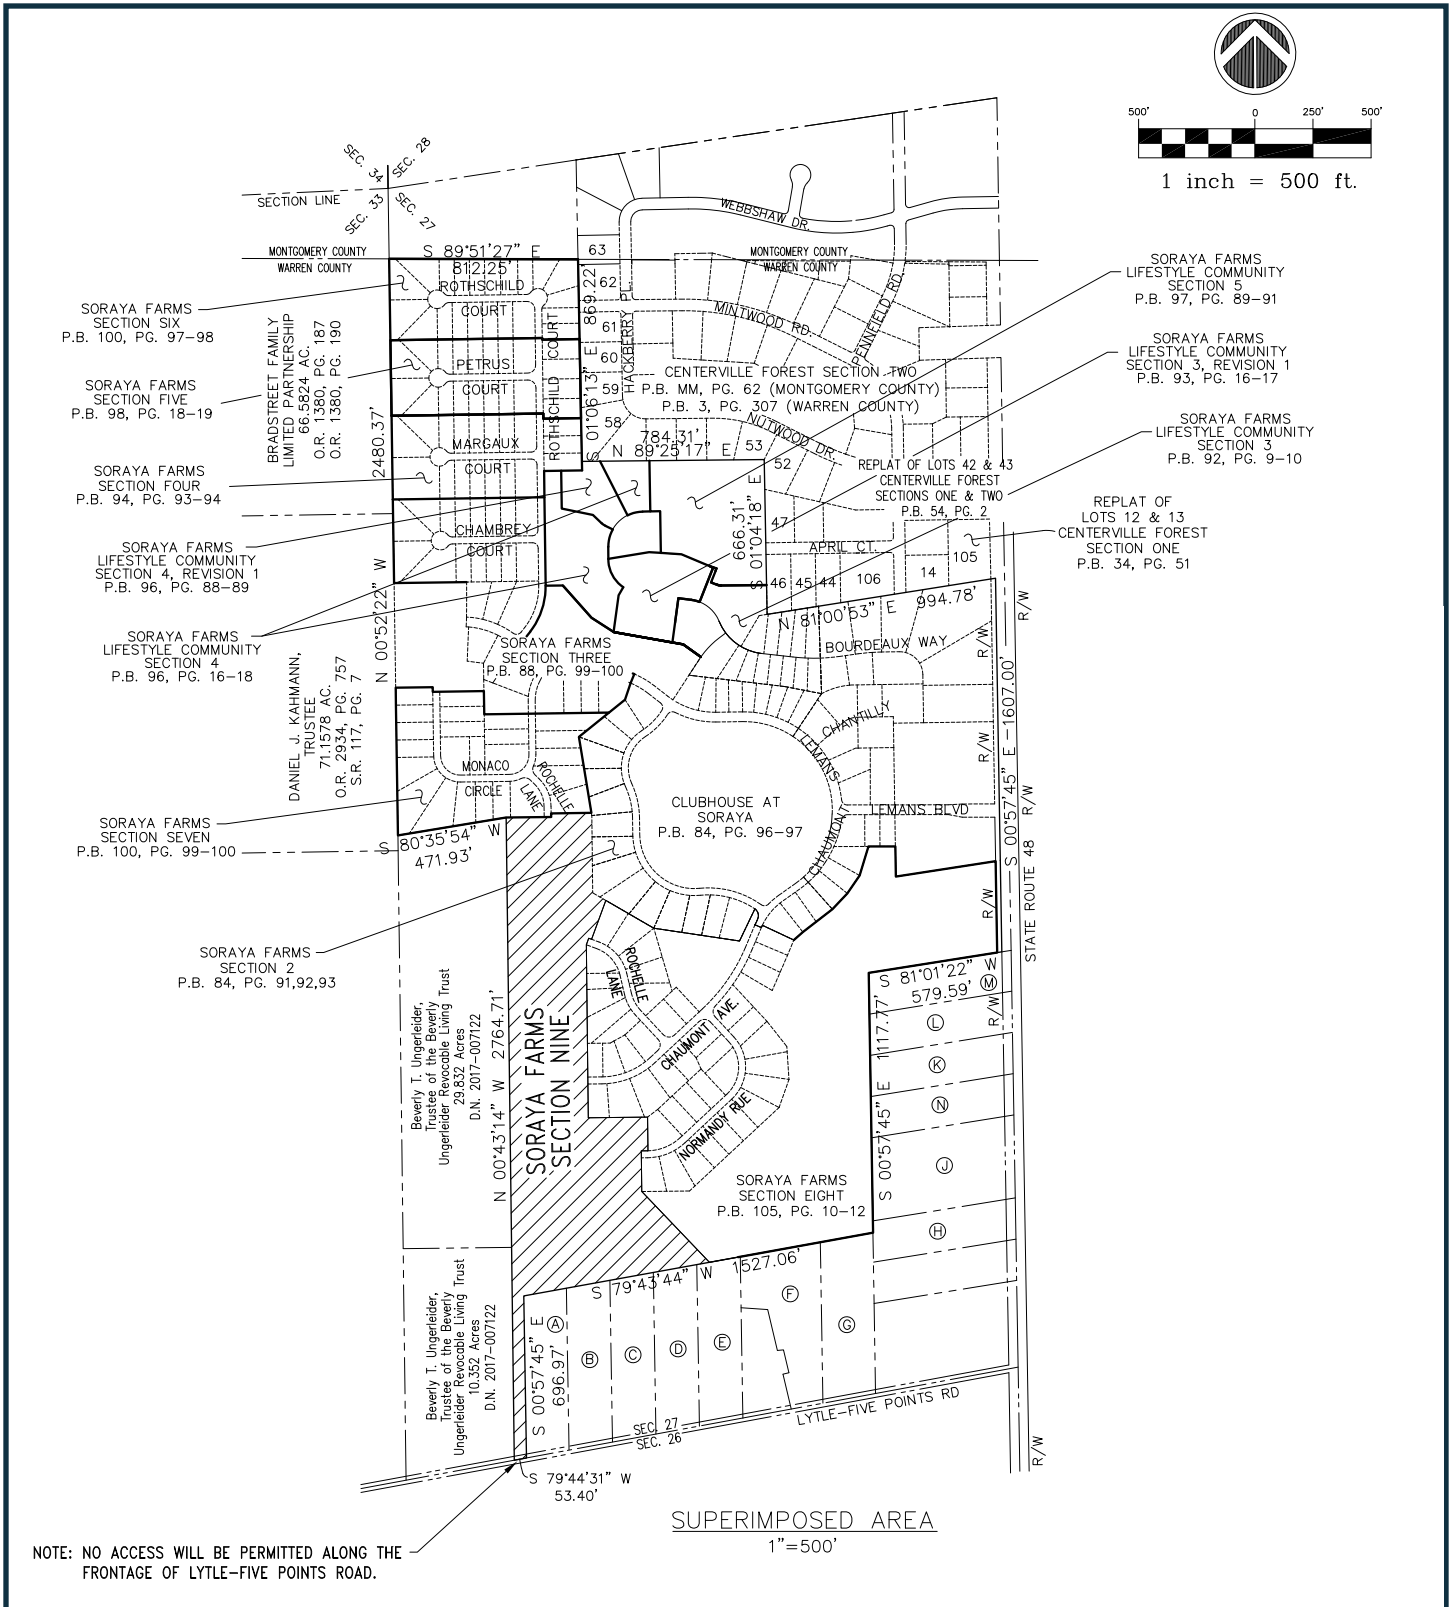 500'
0
250'
500'
1 inch = 500 ft.
SEC. 34
SEC. 28
SECTION LINE
SEC. 33
SEC. 27
MONTGOMERY COUNTY
WARREN COUNTY
S 89°51'27" E
812.25'
ROTHSCHILD
COURT
63
62
61
60
59
58
53
52
47
46
45
44
106
14
105
WEBBSHAW DR.
MONTGOMERY COUNTY
WARREN COUNTY
MINTWOOD RD.
PENNFIELD RD.
HACKBERRY PL.
S 01°06'13" E 869.22
ROTHSCHILD COURT
PETRUS
COURT
MARGAUX
COURT
CHAMBREY
COURT
CENTERVILLE FOREST SECTION TWO
P.B. MM, PG. 62 (MONTGOMERY COUNTY)
P.B. 3, PG. 307 (WARREN COUNTY)
NUTWOOD DR.
784.31'
N 89°25'17" E
SORAYA FARMS
SECTION SIX
P.B. 100, PG. 97-98
SORAYA FARMS
SECTION FIVE
P.B. 98, PG. 18-19
BRADSTREET FAMILY
LIMITED PARTNERSHIP
66.5824 AC.
O.R. 1380, PG. 187
O.R. 1380, PG. 190
SORAYA FARMS
SECTION FOUR
P.B. 94, PG. 93-94
SORAYA FARMS
LIFESTYLE COMMUNITY
SECTION 4, REVISION 1
P.B. 96, PG. 88-89
SORAYA FARMS
LIFESTYLE COMMUNITY
SECTION 4
P.B. 96, PG. 16-18
N 00°52'22" W 2480.37'
DANIEL J. KAHMANN,
TRUSTEE
71.1578 AC.
O.R. 2934, PG. 757
S.R. 117, PG. 7
SORAYA FARMS
LIFESTYLE COMMUNITY
SECTION 5
P.B. 97, PG. 89-91
SORAYA FARMS
LIFESTYLE COMMUNITY
SECTION 3, REVISION 1
P.B. 93, PG. 16-17
SORAYA FARMS
LIFESTYLE COMMUNITY
SECTION 3
P.B. 92, PG. 9-10
REPLAT OF LOTS 42 & 43
CENTERVILLE FOREST
SECTIONS ONE & TWO
P.B. 54, PG. 2
REPLAT OF
LOTS 12 & 13
CENTERVILLE FOREST
SECTION ONE
P.B. 34, PG. 51
666.31'
S 01°04'18" E
APRIL CT.
N 81°00'53" E 994.78'
BOURDEAUX WAY
R/W
R/W
SORAYA FARMS
SECTION THREE
P.B. 88, PG. 99-100
CHANTILLY
LEMANS
LEMANS BLVD
CHAUMONT
R/W
R/W
S 00°57'45" E -1607.00'
STATE ROUTE 48
CLUBHOUSE AT
SORAYA
P.B. 84, PG. 96-97
MONACO
CIRCLE
ROCHELLE
LANE
SORAYA FARMS
SECTION SEVEN
P.B. 100, PG. 99-100
S 80°35'54" W
471.93'
SORAYA FARMS
SECTION 2
P.B. 84, PG. 91,92,93
R/W
ROCHELLE
LANE
CHAUMONT AVE.
NORMANDY RUE
S 81°01'22" W
579.59'
R/W
M
L
K
N
J
H
S 00°57'45" E 1117.77'
Beverly T. Ungerleider,
Trustee of the Beverly
Ungerleider Revocable Living Trust
29.832 Acres
D.N. 2017-007122
N 00°43'14" W 2764.71'
SORAYA FARMS
SECTION NINE
SORAYA FARMS
SECTION EIGHT
P.B. 105, PG. 10-12
S 79°43'44" W 1527.06'
Beverly T. Ungerleider,
Trustee of the Beverly
Ungerleider Revocable Living Trust
10.352 Acres
D.N. 2017-007122
S 00°57'45" E
696.97'
A
B
C
D
E
F
G
SEC. 27
SEC. 26
LYTLE-FIVE POINTS RD
R/W
S 79°44'31" W
53.40'
SUPERIMPOSED AREA
1"=500'
NOTE: NO ACCESS WILL BE PERMITTED ALONG THE
FRONTAGE OF LYTLE-FIVE POINTS ROAD.